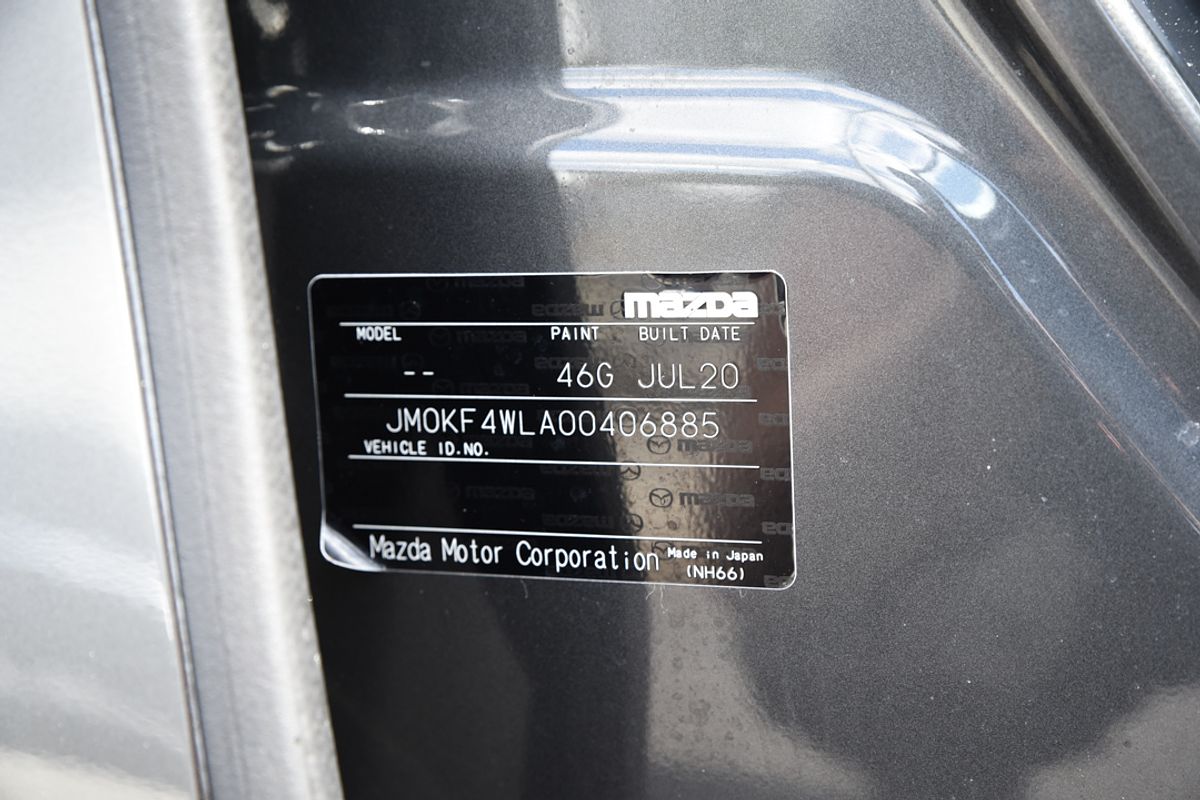 mazda
MODEL PAINT BUILT DATE
-- 46G JUL20
JM0KF4WLA00406885
VEHICLE ID.NO.
Mazda Motor Corporation Made in Japan
(NH66)